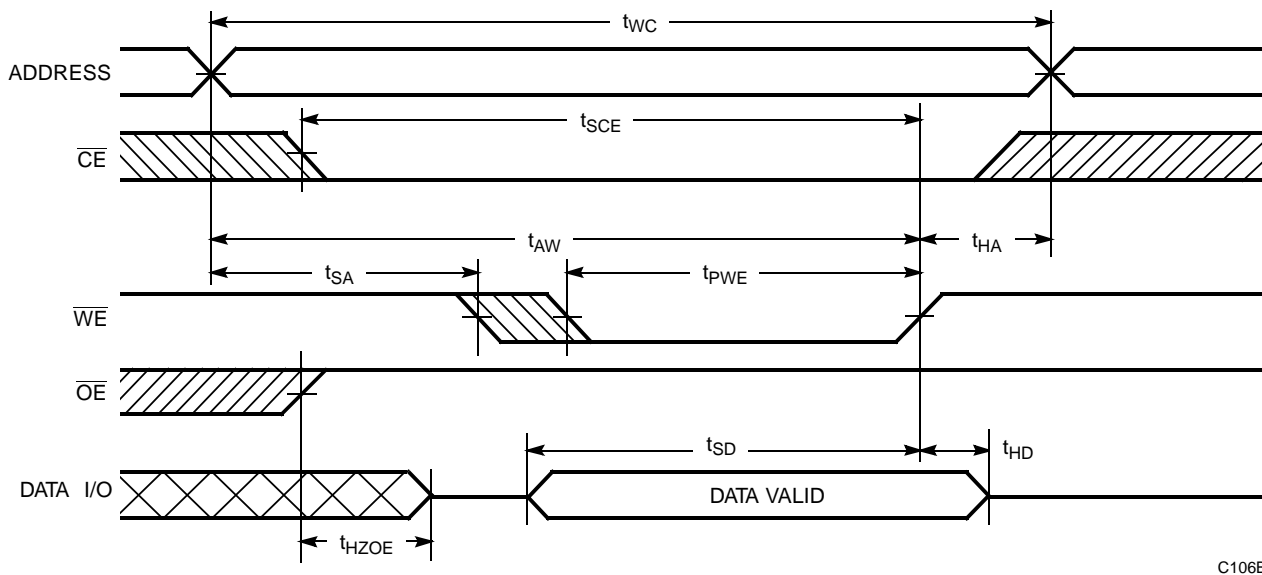 tWC
ADDRESS
tSCE
CE
tAW
tHA
tSA
tPWE
WE
OE
tSD
tHD
DATA I/O
DATA VALID
tHZOE
C106E